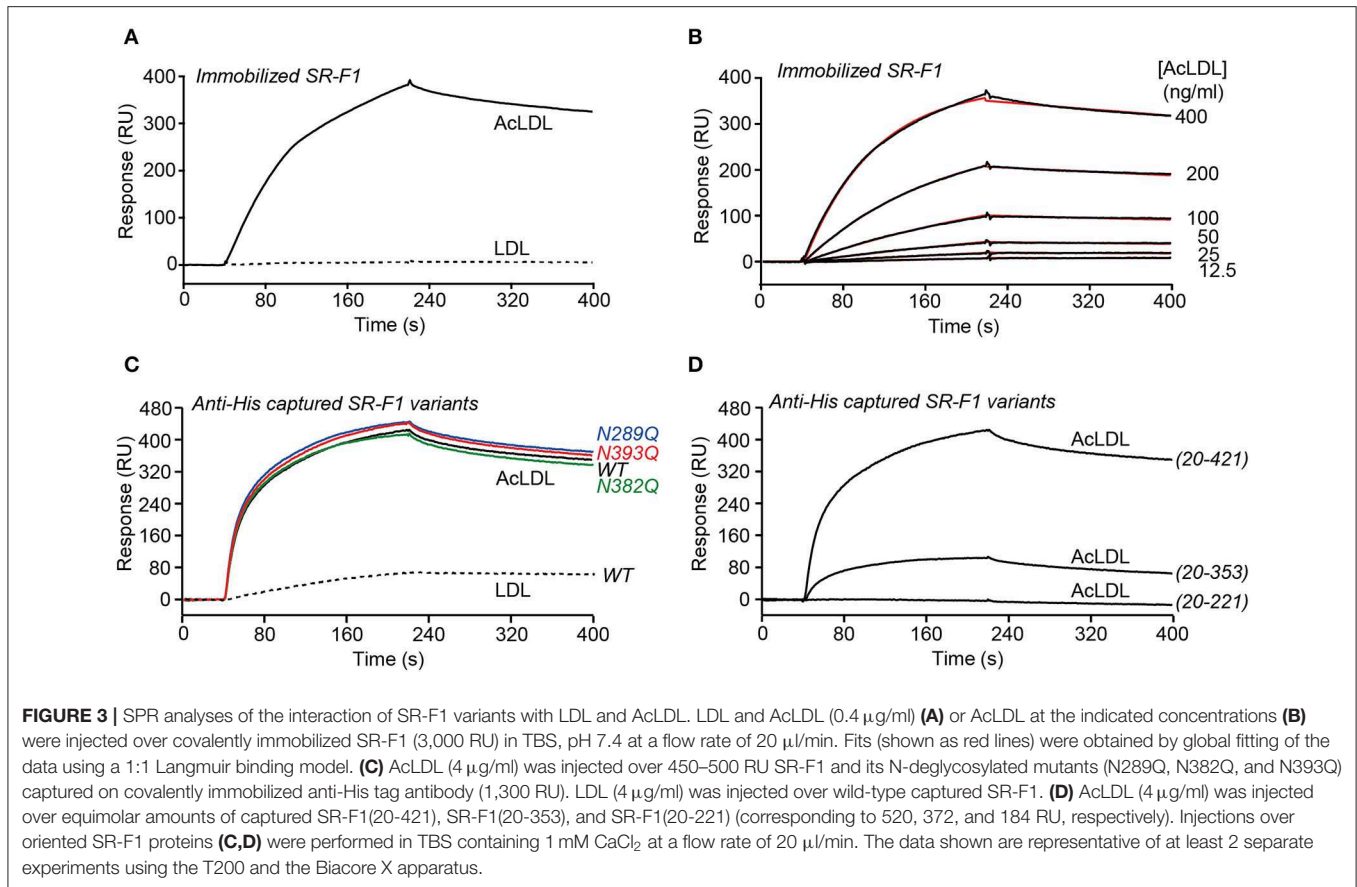 A
Immobilized SR-F1
400
300
200
100
0
Response (RU)
AcLDL
LDL
0 80 160 240 320 400
Time (s)
B
Immobilized SR-F1
[AcLDL]
(ng/ml)
400
300
200
100
0
Response (RU)
400
200
100
50
25
12.5
0 80 160 240 320 400
Time (s)
C
Anti-His captured SR-F1 variants
480
400
320
240
160
80
0
Response (RU)
N289Q
N393Q
WT
N382Q
AcLDL
WT
LDL
0 80 160 240 320 400
Time (s)
D
Anti-His captured SR-F1 variants
480
400
320
240
160
80
0
Response (RU)
AcLDL
(20-421)
AcLDL
(20-353)
AcLDL
(20-221)
0 80 160 240 320 400
Time (s)
FIGURE 3 | SPR analyses of the interaction of SR-F1 variants with LDL and AcLDL. LDL and AcLDL (0.4 μg/ml) (A) or AcLDL at the indicated concentrations (B)
were injected over covalently immobilized SR-F1 (3,000 RU) in TBS, pH 7.4 at a flow rate of 20 μl/min. Fits (shown as red lines) were obtained by global fitting of the
data using a 1:1 Langmuir binding model. (C) AcLDL (4 μg/ml) was injected over 450–500 RU SR-F1 and its N-deglycosylated mutants (N289Q, N382Q, and N393Q)
captured on covalently immobilized anti-His tag antibody (1,300 RU). LDL (4 μg/ml) was injected over wild-type captured SR-F1. (D) AcLDL (4 μg/ml) was injected
over equimolar amounts of captured SR-F1(20-421), SR-F1(20-353), and SR-F1(20-221) (corresponding to 520, 372, and 184 RU, respectively). Injections over
oriented SR-F1 proteins (C,D) were performed in TBS containing 1 mM CaCl₂ at a flow rate of 20 μl/min. The data shown are representative of at least 2 separate
experiments using the T200 and the Biacore X apparatus.